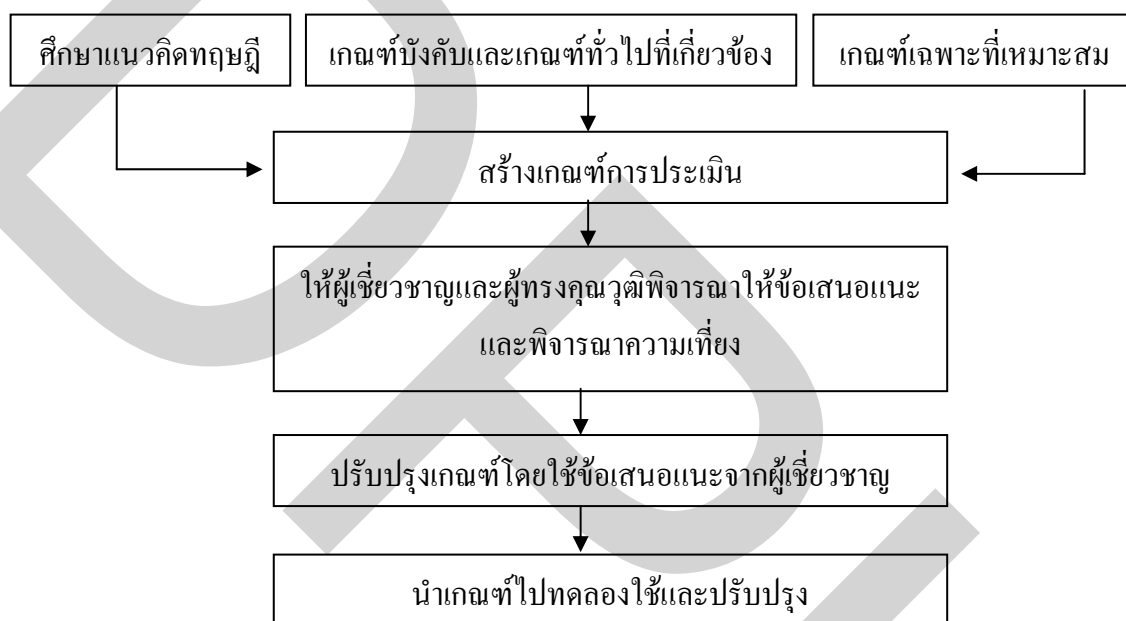 ศึกษาแนวคิดทฤษฎี
เกณฑ์บังคับและเกณฑ์ทั่วไปที่เกี่ยวข้อง
เกณฑ์เฉพาะที่เหมาะสม
สร้างเกณฑ์การประเมิน
ให้ผู้เชี่ยวชาญและผู้ทรงคุณวุฒิพิจารณาให้ข้อเสนอแนะ
และพิจารณาความเที่ยง
ปรับปรุงเกณฑ์โดยใช้ข้อเสนอแนะจากผู้เชี่ยวชาญ
นำเกณฑ์ไปทดลองใช้และปรับปรุง